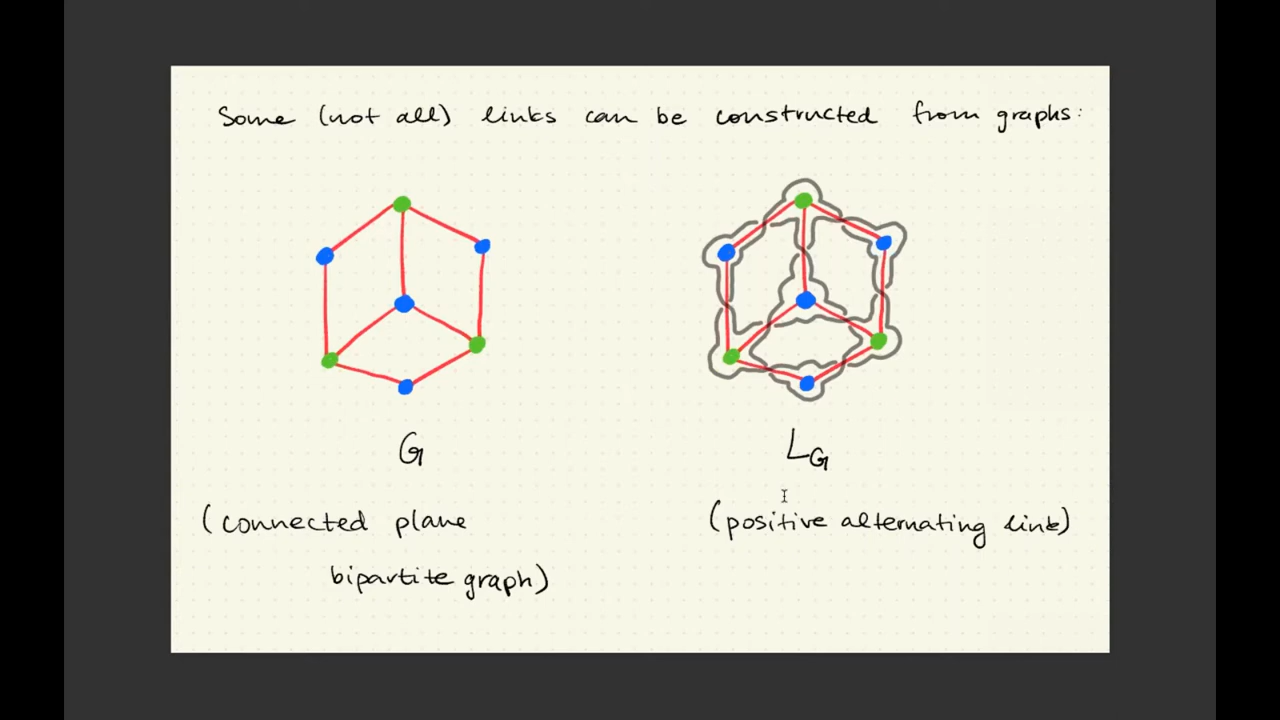 Some (not all) links can be constructed from graphs:
G
L_G
(connected plane
bipartite graph)
(positive alternating link)